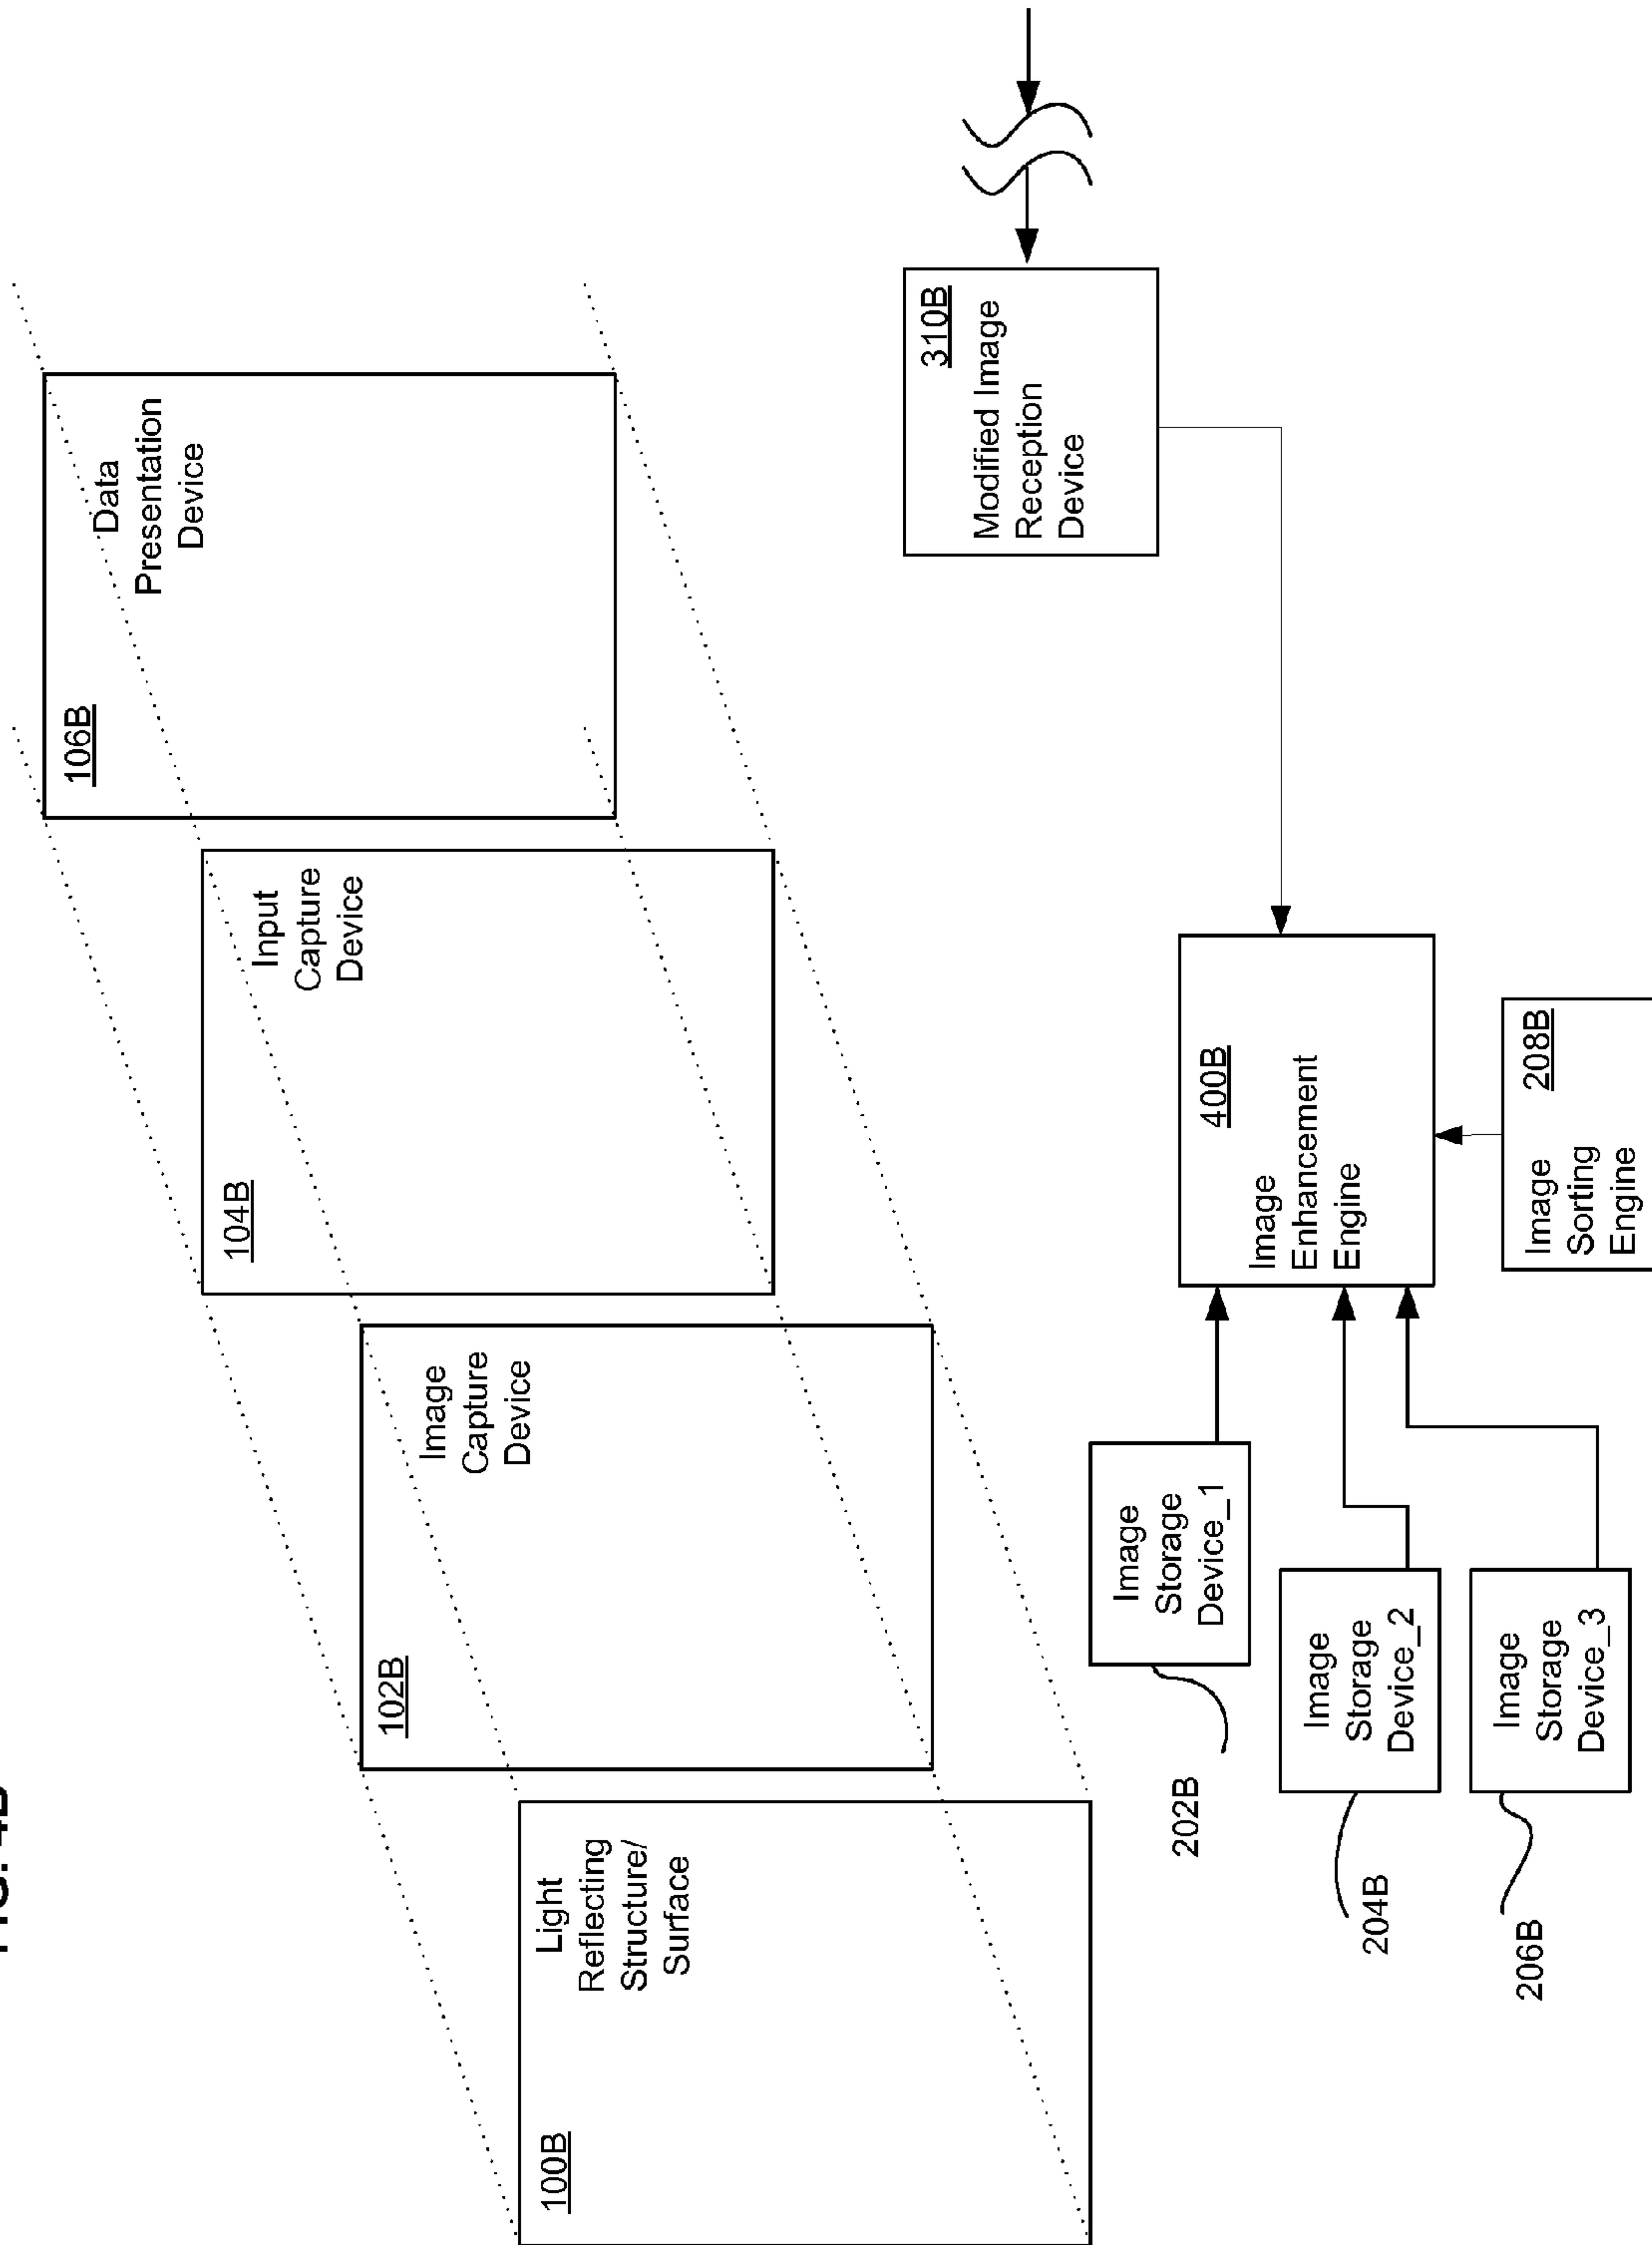 FIG.
106B
Data
Presentation
Device
104B
Input
Capture
Device
102B
Image
Capture
Device
100B
Light
Reflecting
Structure/
Surface
310B
Modified Image
Reception
Device
202B
Image
Storage
Device_1
204B
Image
Storage
Device_2
206B
Image
Storage
Device_3
400B
Image
Enhancement
Engine
Image 208B
Sorting
Engine